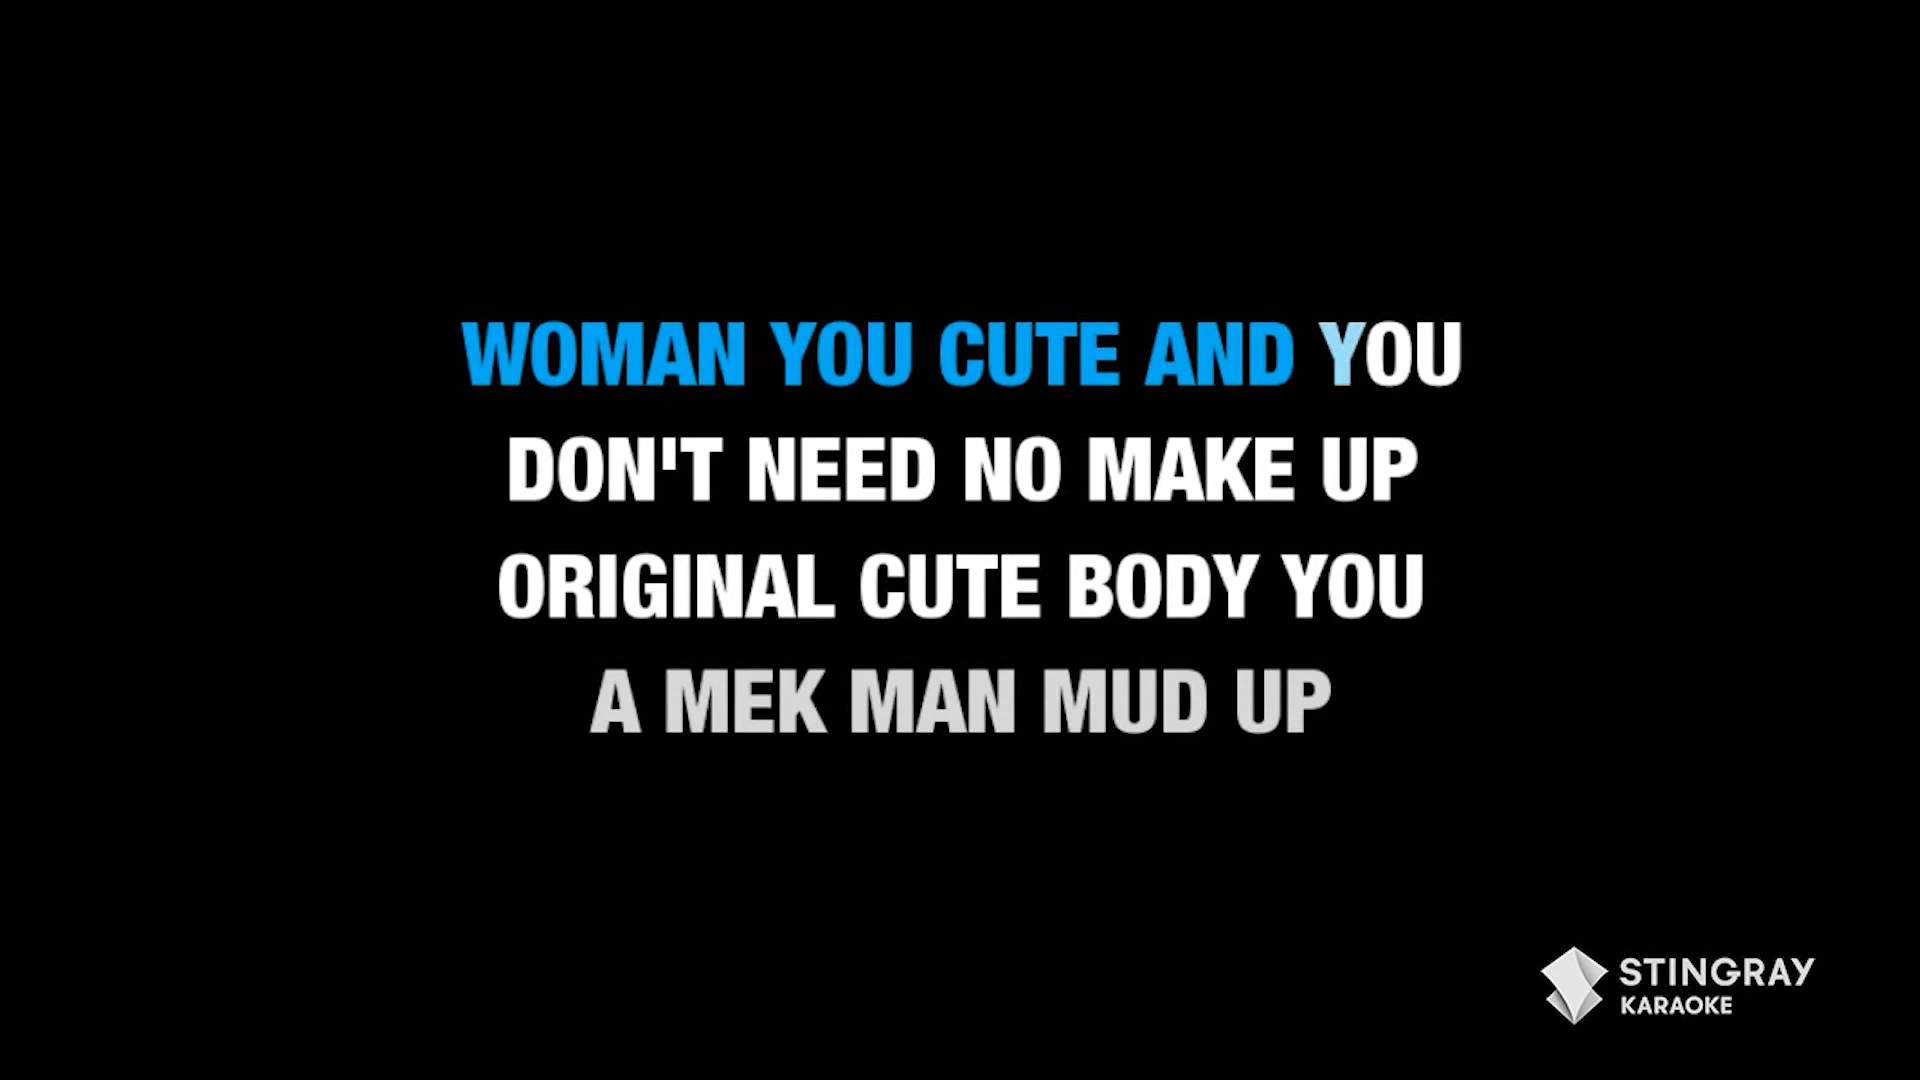 WOMAN YOU CUTE AND YOU
DON'T NEED NO MAKE UP
ORIGINAL CUTE BODY YOU
A MEK MAN MUD UP
STINGRAY
KARAOKE